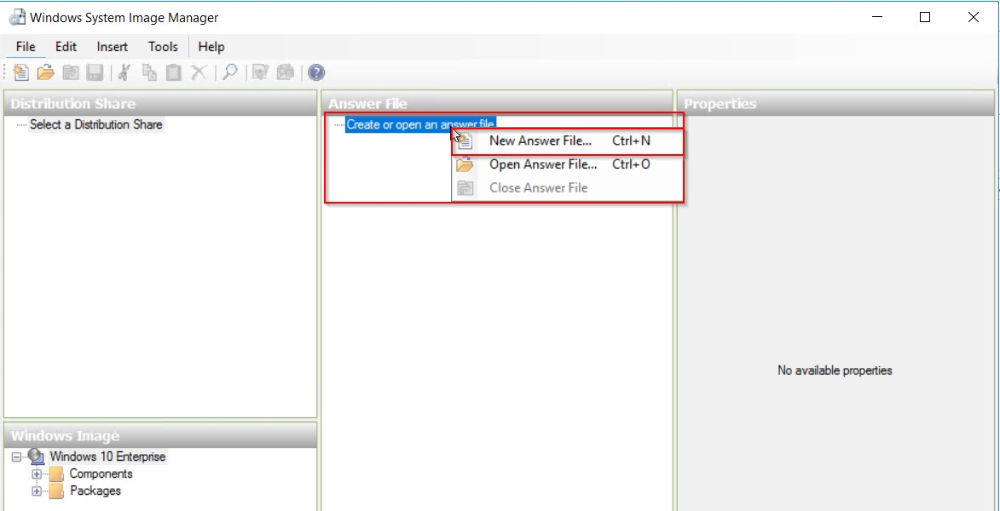 Windows System Image Manager
File Edit Insert Tools Help
Distribution Share
Select a Distribution Share
Answer File
Create or open an answer file
New Answer File... Ctrl+N
Open Answer File... Ctrl+O
Close Answer File
Properties
No available properties
Windows Image
Windows 10 Enterprise
Components
Packages